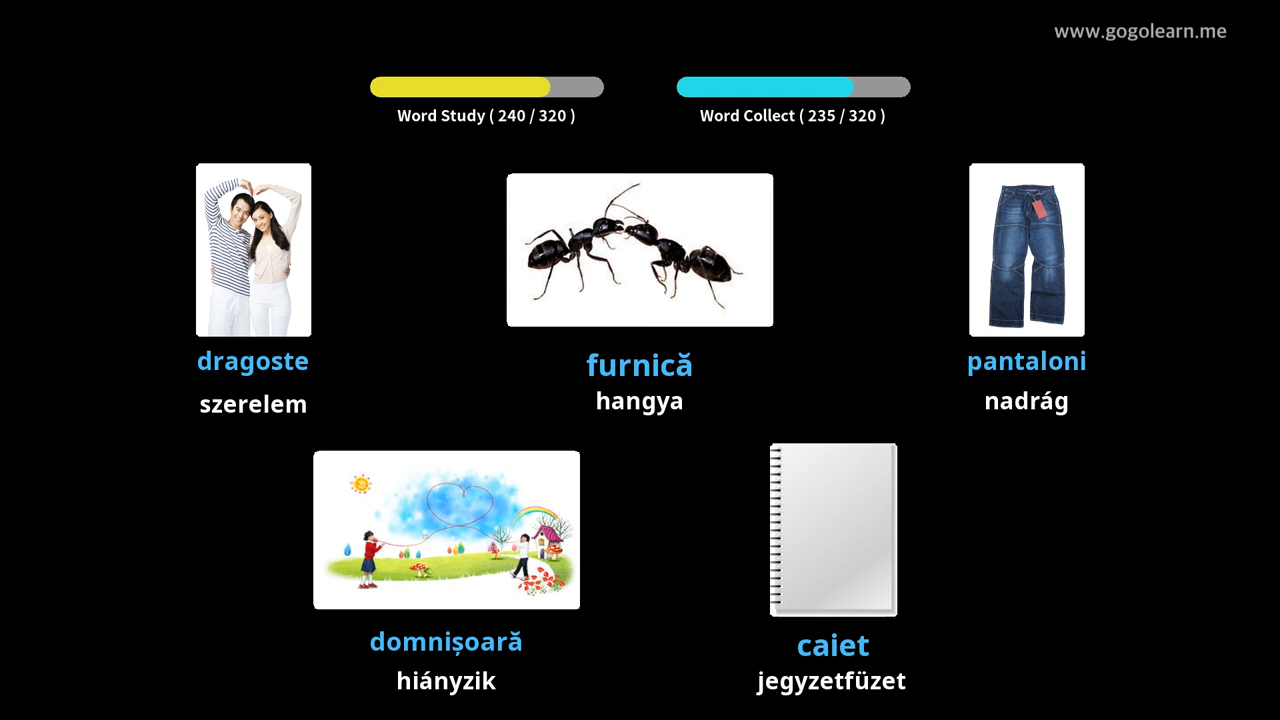 www.gogolearn.me
Word Study ( 240 / 320 )
Word Collect ( 235 / 320 )
dragoste
szerelem
furnică
hangya
pantaloni
nadrág
domnișoară
hiányzik
caiet
jegyzetfüzet